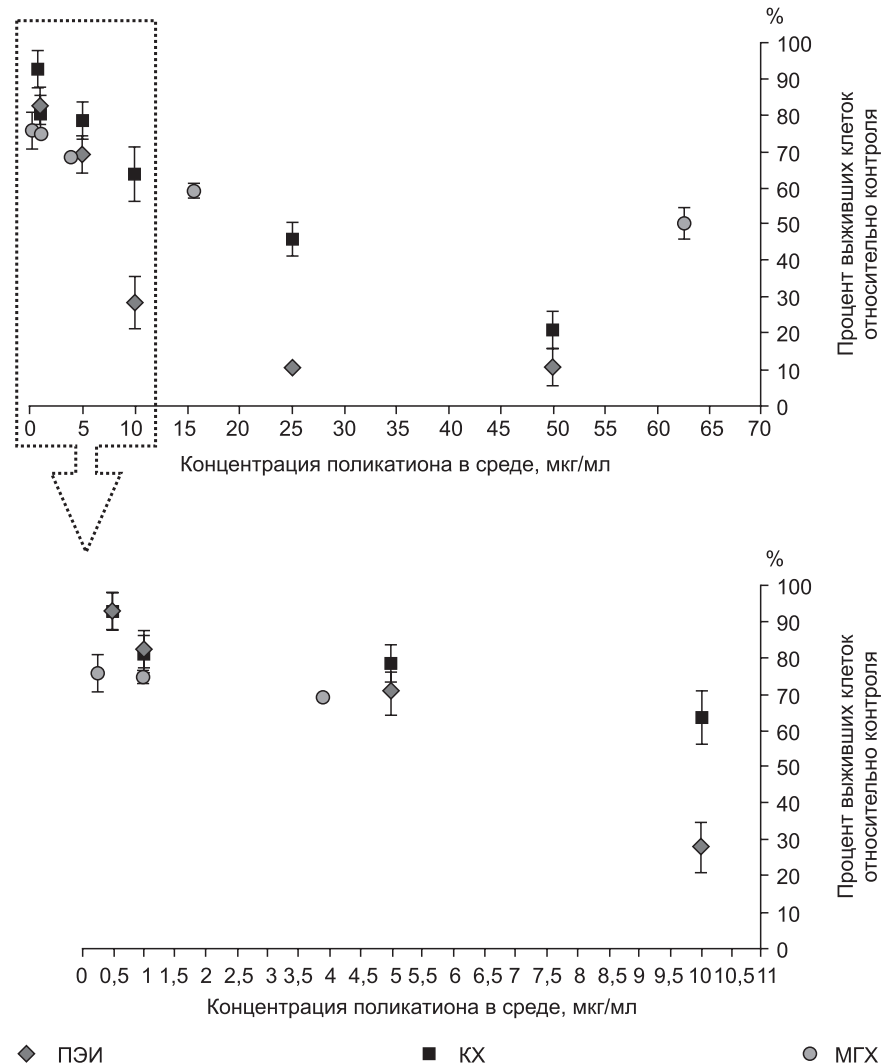 %
100
90
80
70
60
50
40
30
20
10
0
Процент выживших клеток
относительно контроля
0 5 10 15 20 25 30 35 40 45 50 55 60 65 70
Концентрация поликатиона в среде, мкг/мл
%
100
90
80
70
60
50
40
30
20
10
0
Процент выживших клеток
относительно контроля
0 0,5 1 1,5 2 2,5 3 3,5 4 4,5 5 5,5 6 6,5 7 7,5 8 8,5 9 9,5 10 10,5 11
Концентрация поликатиона в среде, мкг/мл
ПЭИ КХ МГХ